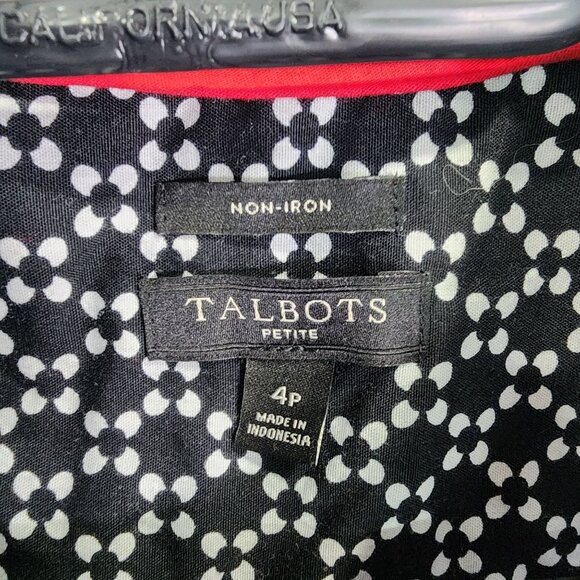 CALIFORNIA USA
NON-IRON
TALBOTS
PETITE
4P
MADE IN
INDONESIA